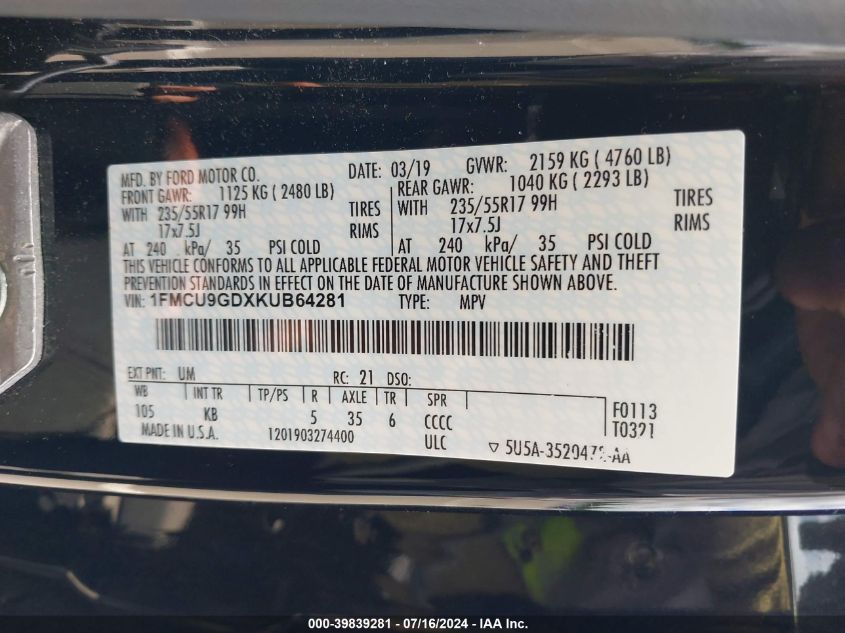 MFD. BY FORD MOTOR CO. DATE: 03/19 GVWR: 2159 KG ( 4760 LB)
FRONT GAWR: 1125 KG ( 2480 LB) REAR GAWR: 1040 KG ( 2293 LB)
WITH 235/55R17 99H TIRES WITH 235/55R17 99H TIRES
17x7.5J RIMS 17x7.5J RIMS
AT 240 kPa/ 35 PSI COLD AT 240 kPa/ 35 PSI COLD
THIS VEHICLE CONFORMS TO ALL APPLICABLE FEDERAL MOTOR VEHICLE SAFETY AND THEFT
PREVENTION STANDARDS IN EFFECT ON THE DATE OF MANUFACTURE SHOWN ABOVE.
VIN: 1FMCU9GDXKUB64281 TYPE: MPV
EXT PNT: UM RC: 21 DSO:
WB INT TR TP/PS R AXLE TR SPR
105 KB 5 35 6 CCCC
F0113
T0321
MADE IN U.S.A. 1201903274400 ULC
▽ 5U5A-352047 -AA
000-39839281 - 07/16/2024 - IAA Inc.